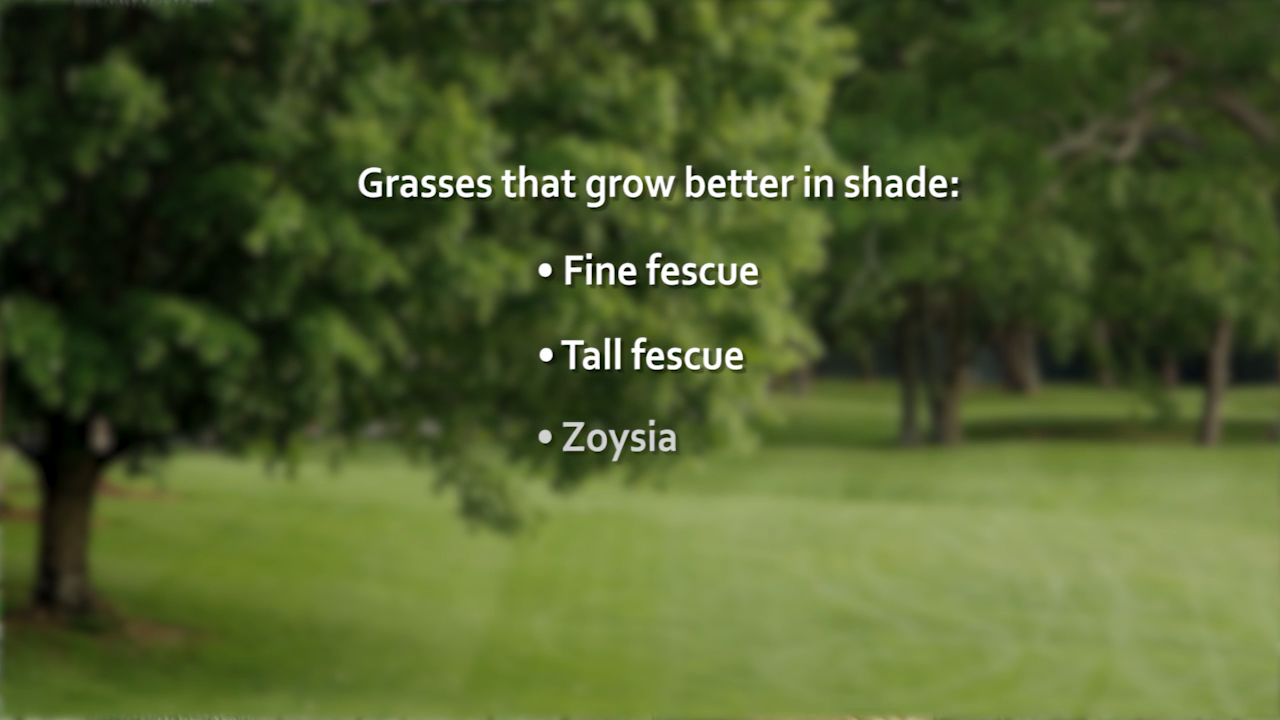 Grasses that grow better in shade:
• Fine fescue
• Tall fescue
• Zoysia